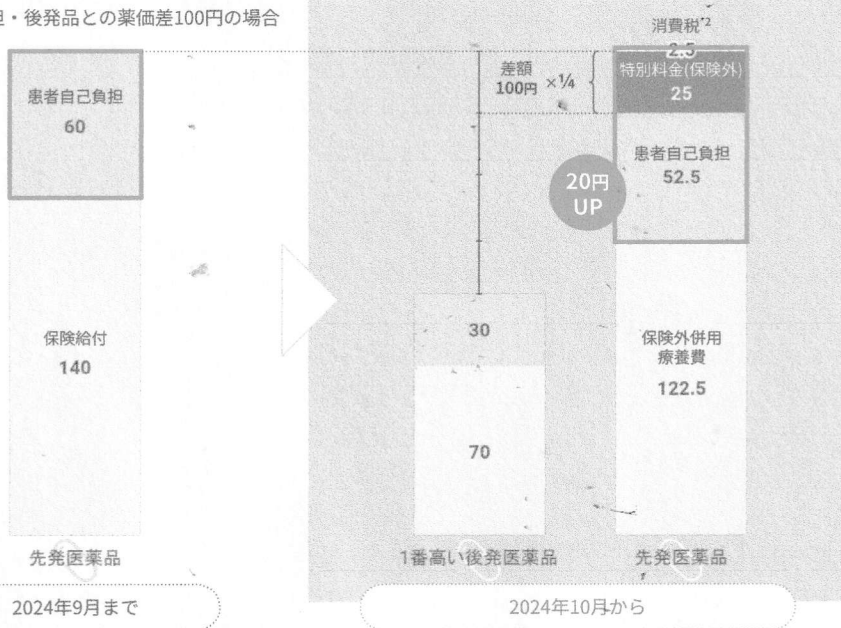 ・後発品との薬価差100円の場合
患者自己負担
60
保険給付
140
先発医薬品
2024年9月まで
差額
100円 ×¼
30
70
1番高い後発医薬品
消費税*2
2.5
特別料金(保険外)
25
患者自己負担
52.5
20円
UP
保険外併用
療養費
122.5
先発医薬品
2024年10月から